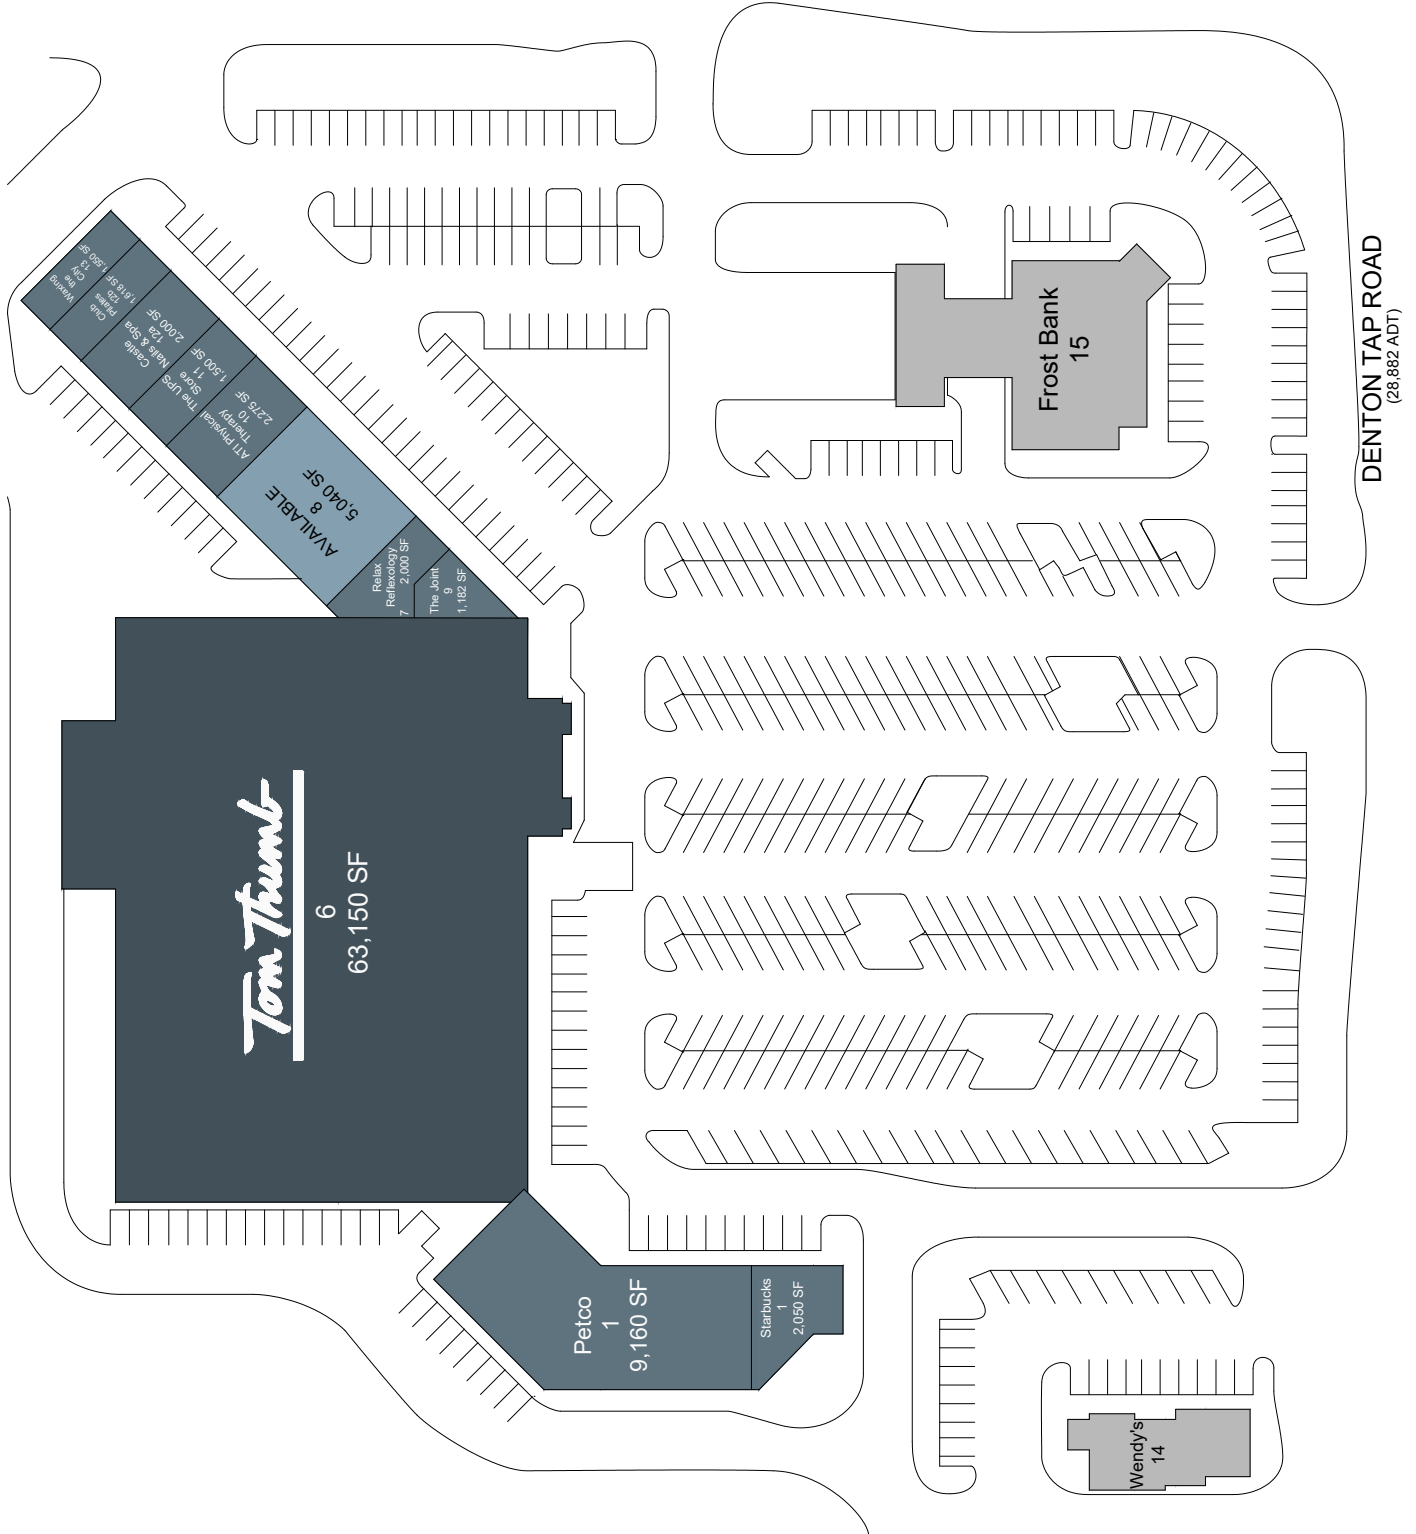 Waxing
the
City
13
1,550 SF
Club
Pilates
12b
1,618 SF
Castle
Nails & Spa
12a
2,000 SF
The UPS
Store
11
1,500 SF
ATI Physical
Therapy
10
2,275 SF
AVAILABLE
8
5,040 SF
Relax
Reflexology
7 2,000 SF
The Joint
9
1,182 SF
Tom Thumb
6
63,150 SF
Petco
1
9,160 SF
Starbucks
1
2,050 SF
Wendy's
14
Frost Bank
15
DENTON TAP ROAD
(28,882 ADT)